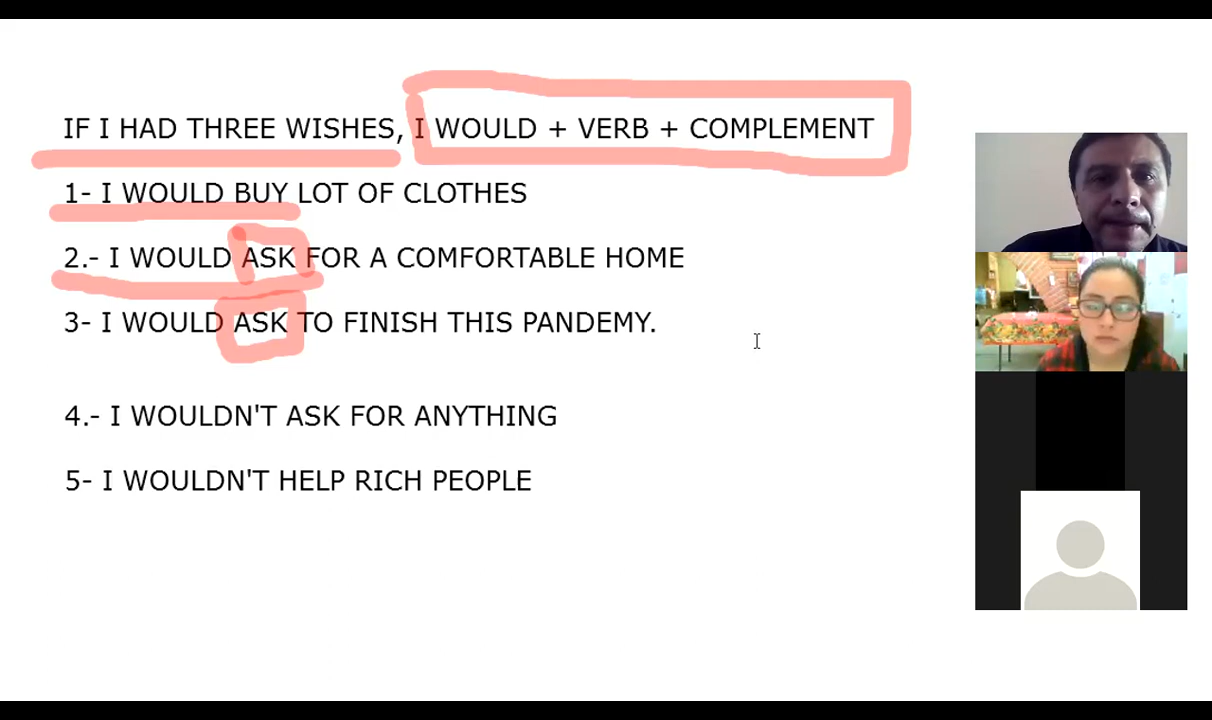 IF I HAD THREE WISHES, I WOULD + VERB + COMPLEMENT
1- I WOULD BUY LOT OF CLOTHES
2.- I WOULD ASK FOR A COMFORTABLE HOME
3- I WOULD ASK TO FINISH THIS PANDEMY.
4.- I WOULDN'T ASK FOR ANYTHING
5- I WOULDN'T HELP RICH PEOPLE